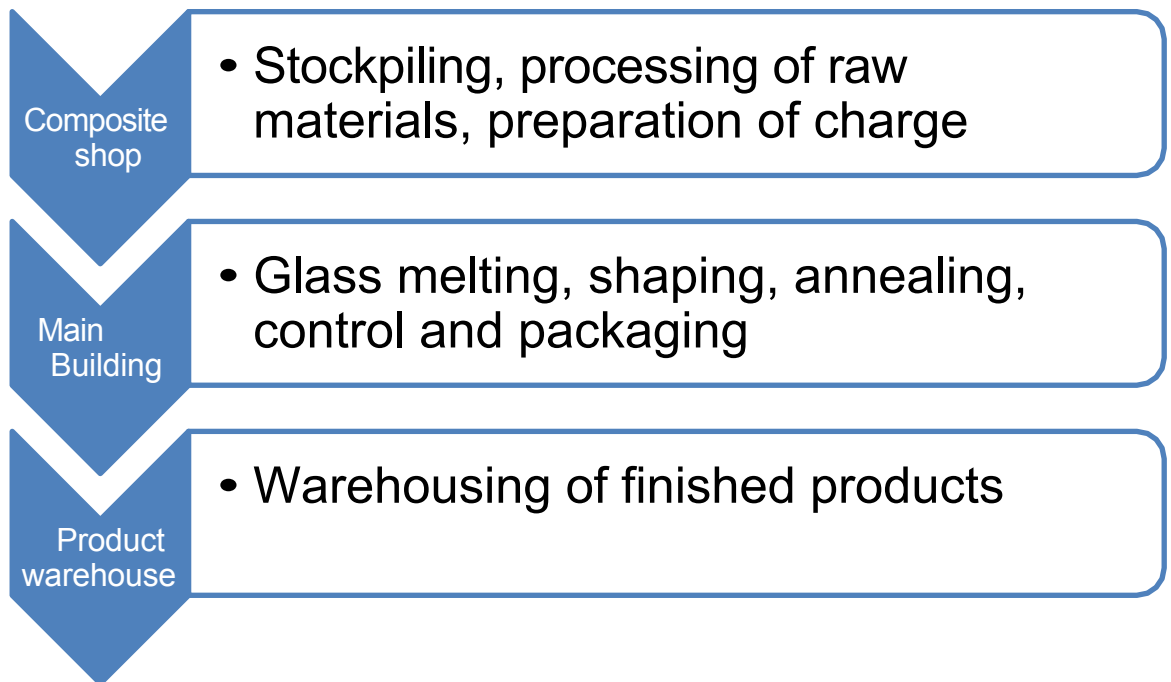 Composite
shop
• Stockpiling, processing of raw
materials, preparation of charge
Main
Building
• Glass melting, shaping, annealing,
control and packaging
Product
warehouse
• Warehousing of finished products